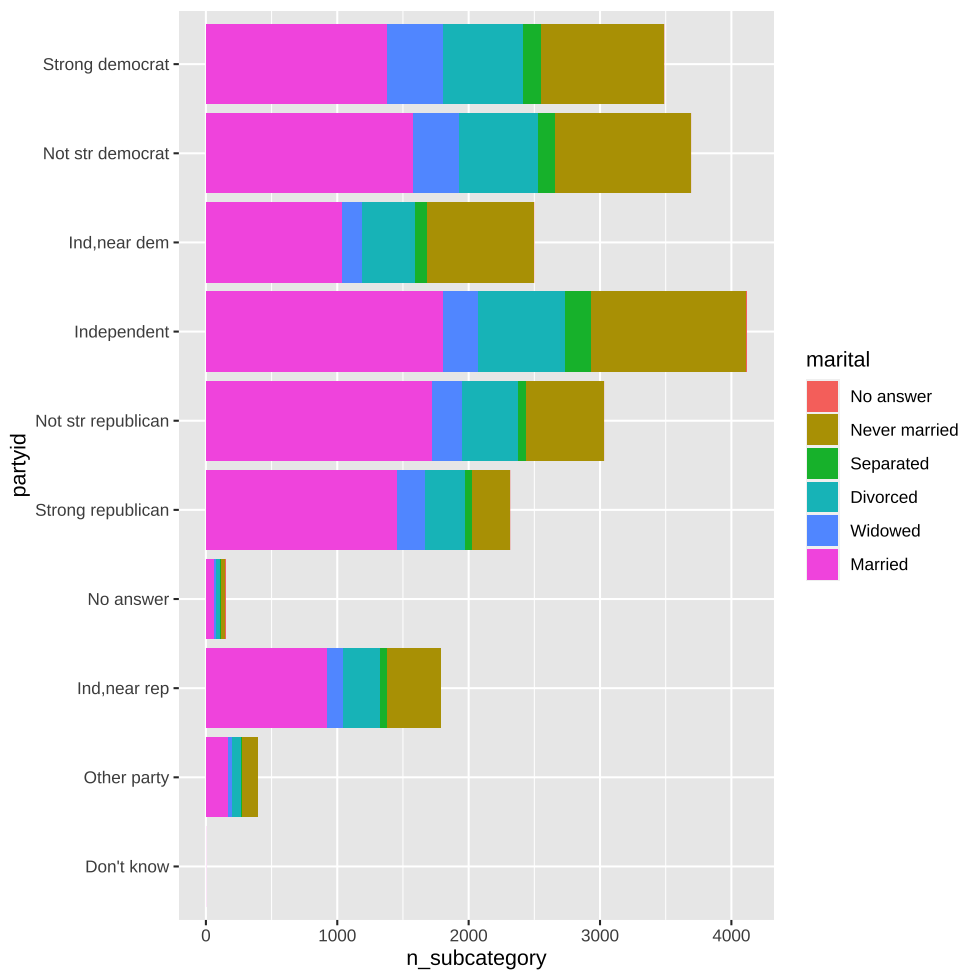 Strong democrat
Not str democrat
Ind,near dem
Independent
Not str republican
Strong republican
No answer
Ind,near rep
Other party
Don't know
partyid
0 1000 2000 3000 4000
n_subcategory
marital
No answer
Never married
Separated
Divorced
Widowed
Married